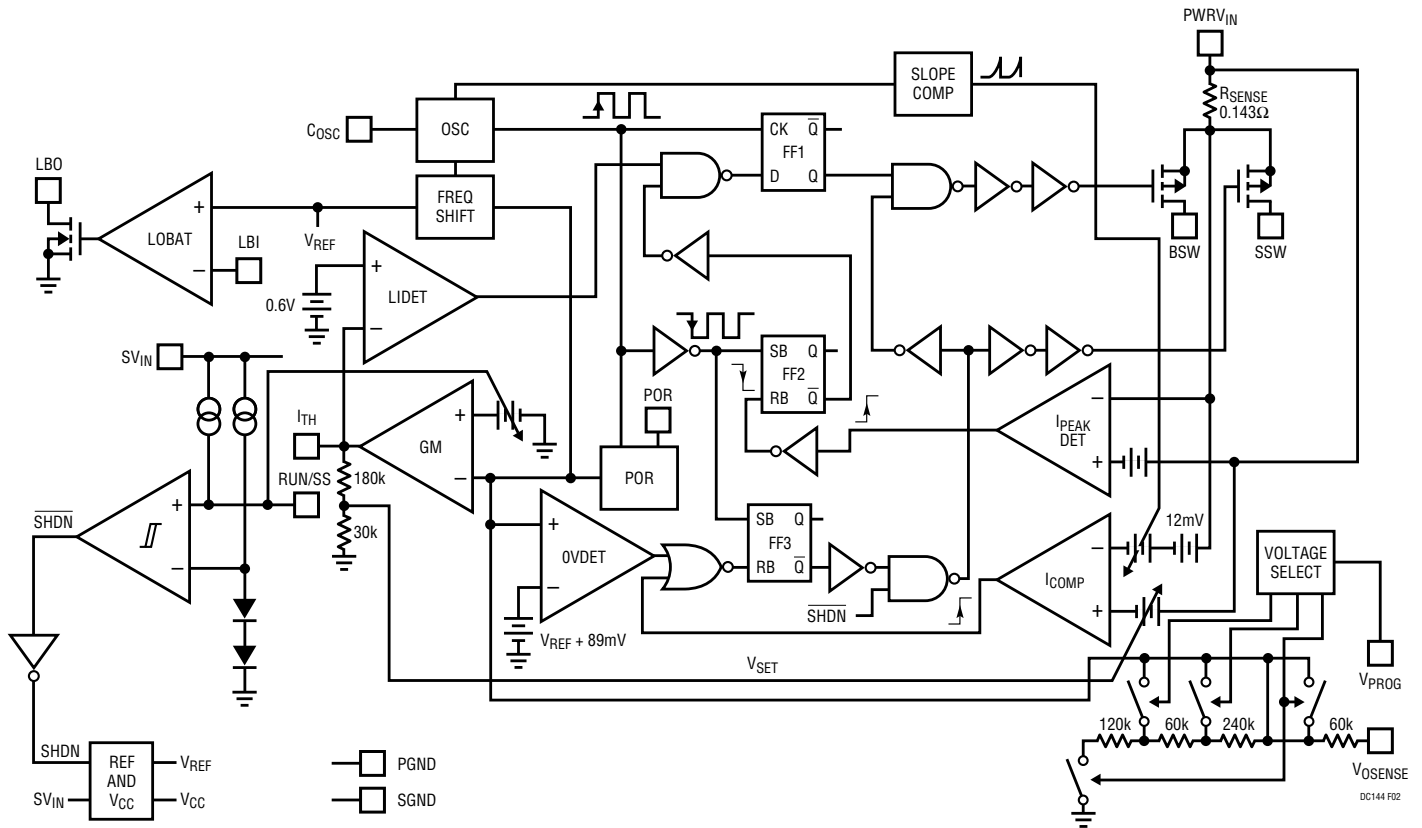 PWRVIN
SLOPE
COMP
RSENSE
0.143Ω
COSC
OSC
CK Q̅
FF1
D Q
LBO
FREQ
SHIFT
+
LOBAT
VREF
LBI
−
BSW
SSW
+
LIDET
0.6V
−
SVIN
SB Q
FF2
RB Q̅
POR
ITH
+
GM
−
IPEAK
DET
−
+
POR
RUN/SS
180k
+
SHDN̅
30k
−
+
0VDET
−
SB Q
FF3
RB Q̅
12mV
−
ICOMP
+
VOLTAGE
SELECT
SHDN̅
VREF + 89mV
VSET
VPROG
120k
60k
240k
60k
VOSENSE
SHDN
REF
AND
VCC
VREF
SVIN
VCC
PGND
SGND
DC144 F02